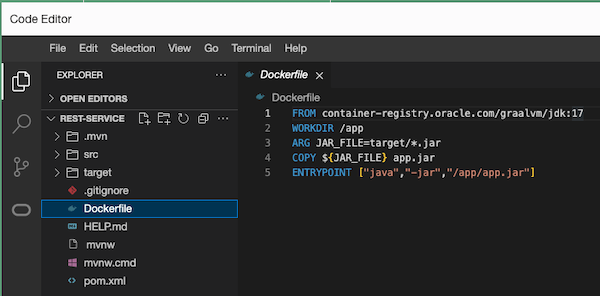 Code Editor
File Edit Selection View Go Terminal Help
EXPLORER ...
OPEN EDITORS
REST-SERVICE
.mvn
src
target
.gitignore
Dockerfile
HELP.md
mvnw
mvnw.cmd
pom.xml
Dockerfile
Dockerfile
1 FROM container-registry.oracle.com/graalvm/jdk:17
2 WORKDIR /app
3 ARG JAR_FILE=target/*.jar
4 COPY ${JAR_FILE} app.jar
5 ENTRYPOINT ["java","-jar","/app/app.jar"]